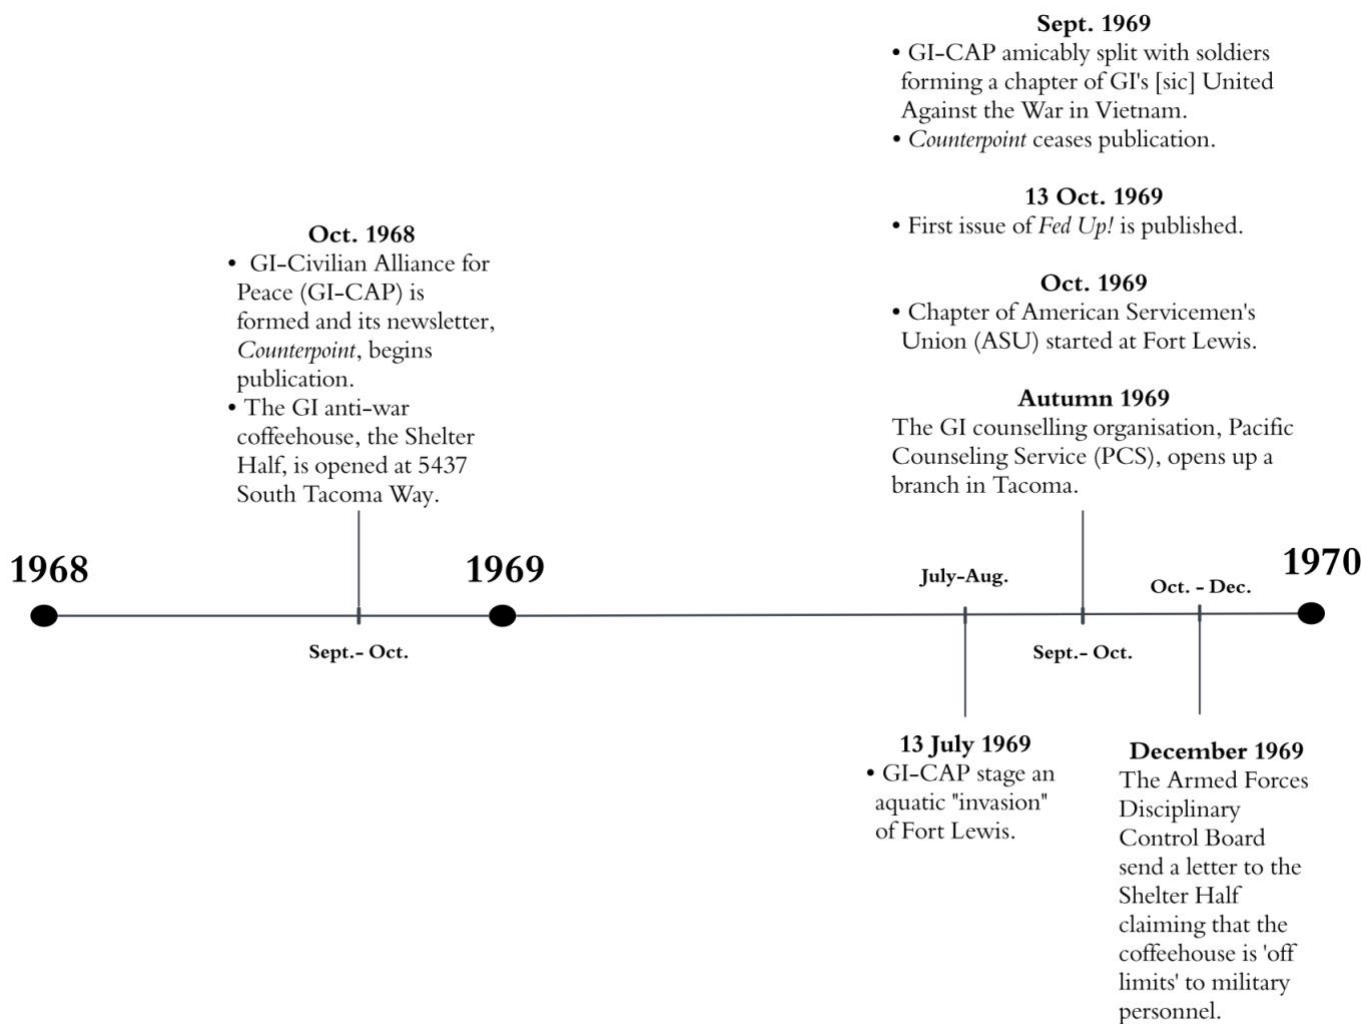 Sept. 1969
• GI-CAP amicably split with soldiers
forming a chapter of GI's [sic] United
Against the War in Vietnam.
• Counterpoint ceases publication.
13 Oct. 1969
• First issue of Fed Up! is published.
Oct. 1969
• Chapter of American Servicemen's
Union (ASU) started at Fort Lewis.
Autumn 1969
The GI counselling organisation, Pacific
Counseling Service (PCS), opens up a
branch in Tacoma.
Oct. 1968
• GI-Civilian Alliance for
Peace (GI-CAP) is
formed and its newsletter,
Counterpoint, begins
publication.
• The GI anti-war
coffeehouse, the Shelter
Half, is opened at 5437
South Tacoma Way.
1968
1969
July-Aug.
Oct. - Dec.
1970
Sept.- Oct.
Sept.- Oct.
13 July 1969
• GI-CAP stage an
aquatic "invasion"
of Fort Lewis.
December 1969
The Armed Forces
Disciplinary
Control Board
send a letter to the
Shelter Half
claiming that the
coffeehouse is 'off
limits' to military
personnel.